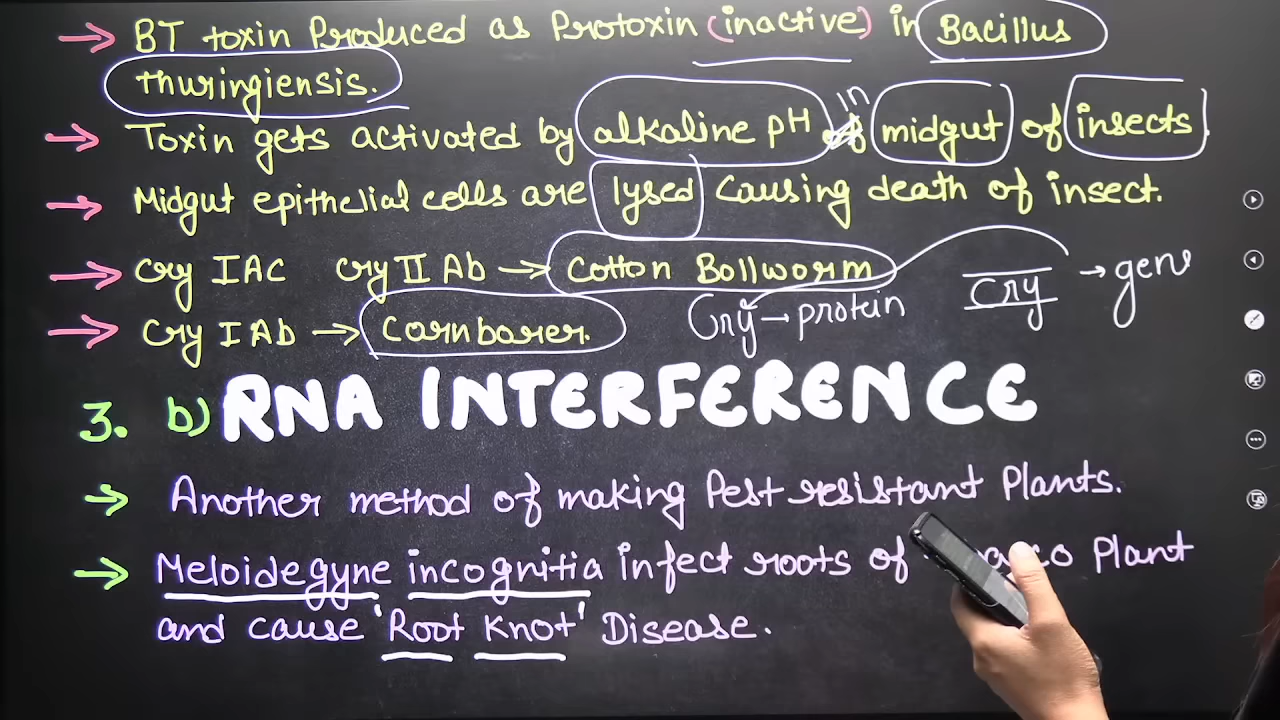 → BT toxin Produced as Protoxin (inactive) in Bacillus
thuringiensis.
→ Toxin gets activated by alkaline pH in midgut of insects.
→ Midgut epithelial cells are lysed Causing death of insect.
→ Cry IAC Cry II Ab → Cotton Bollworm
Cry → protein
cry → gene
→ Cry IAb → Cornborer.
3. b) RNA INTERFERENCE
→ Another method of making Pest resistant Plants.
→ Meloidegyne incognitia infect roots of Plant
and cause 'Root Knot' Disease.